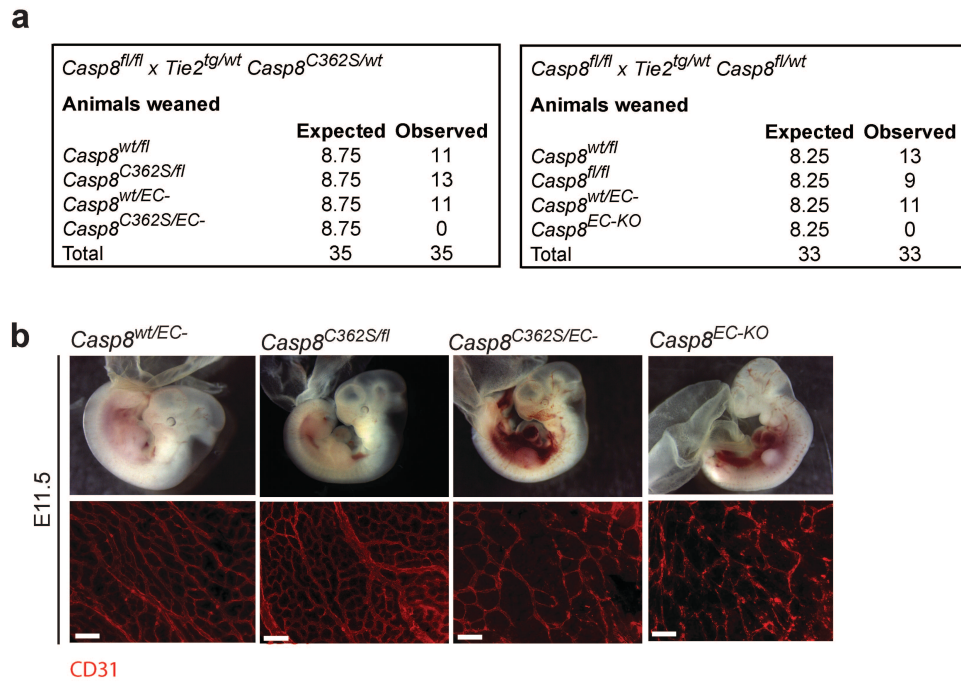 a
Casp8fl/fl x Tie2tg/wt Casp8C362S/wt
Animals weaned
Expected Observed
Casp8wt/fl 8.75 11
Casp8C362S/fl 8.75 13
Casp8wt/EC- 8.75 11
Casp8C362S/EC- 8.75 0
Total 35 35
Casp8fl/fl x Tie2tg/wt Casp8fl/wt
Animals weaned
Expected Observed
Casp8wt/fl 8.25 13
Casp8fl/fl 8.25 9
Casp8wt/EC- 8.25 11
Casp8EC-KO 8.25 0
Total 33 33
b
Casp8wt/EC- Casp8C362S/fl Casp8C362S/EC- Casp8EC-KO
E11.5
CD31